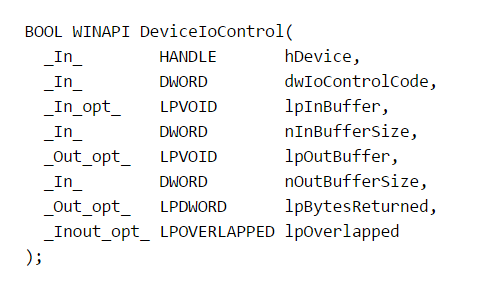 BOOL WINAPI DeviceIoControl(
  _In_        HANDLE       hDevice,
  _In_        DWORD        dwIoControlCode,
  _In_opt_    LPVOID       lpInBuffer,
  _In_        DWORD        nInBufferSize,
  _Out_opt_   LPVOID       lpOutBuffer,
  _In_        DWORD        nOutBufferSize,
  _Out_opt_   LPDWORD      lpBytesReturned,
  _Inout_opt_ LPOVERLAPPED lpOverlapped
);